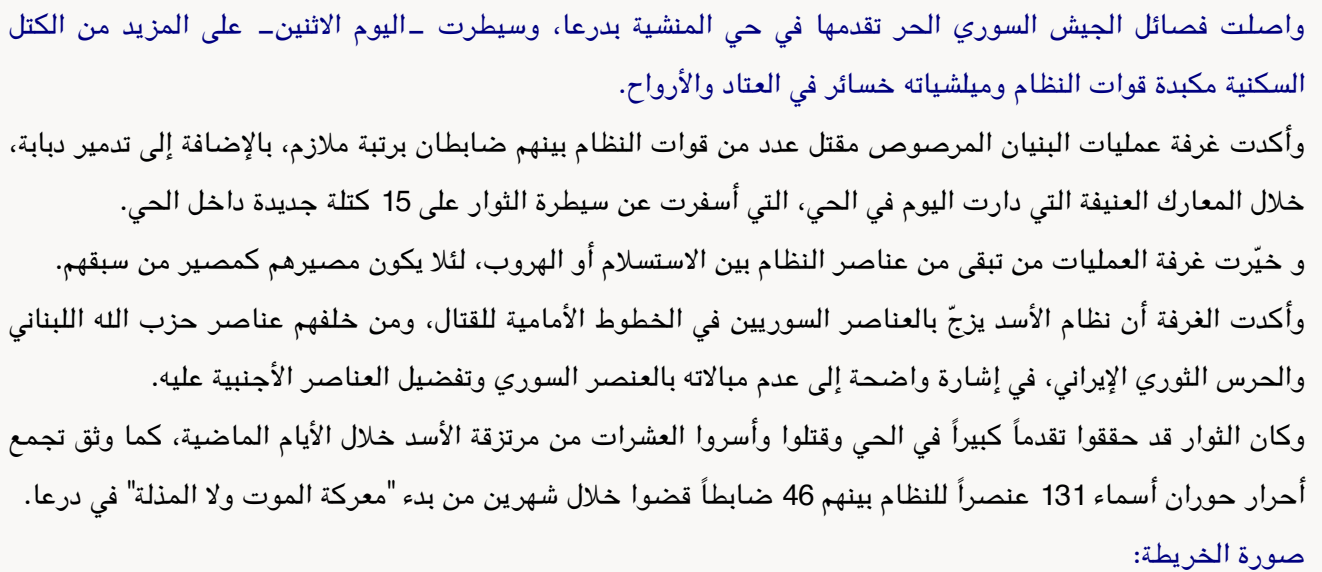 واصلت فصائل الجيش السوري الحر تقدمها في حي المنشية بدرعا، وسيطرت ـاليوم الاثنينـ على المزيد من الكتل
السكنية مكبدة قوات النظام وميلشياته خسائر في العتاد والأرواح.
وأكدت غرفة عمليات البنيان المرصوص مقتل عدد من قوات النظام بينهم ضابطان برتبة ملازم، بالإضافة إلى تدمير دبابة،
خلال المعارك العنيفة التي دارت اليوم في الحي، التي أسفرت عن سيطرة الثوار على 15 كتلة جديدة داخل الحي.
و خيّرت غرفة العمليات من تبقى من عناصر النظام بين الاستسلام أو الهروب، لئلا يكون مصيرهم كمصير من سبقهم.
وأكدت الغرفة أن نظام الأسد يزجّ بالعناصر السوريين في الخطوط الأمامية للقتال، ومن خلفهم عناصر حزب الله اللبناني
والحرس الثوري الإيراني، في إشارة واضحة إلى عدم مبالاته بالعنصر السوري وتفضيل العناصر الأجنبية عليه.
وكان الثوار قد حققوا تقدماً كبيراً في الحي وقتلوا وأسروا العشرات من مرتزقة الأسد خلال الأيام الماضية، كما وثق تجمع
أحرار حوران أسماء 131 عنصراً للنظام بينهم 46 ضابطاً قضوا خلال شهرين من بدء "معركة الموت ولا المذلة" في درعا.
صورة الخريطة: